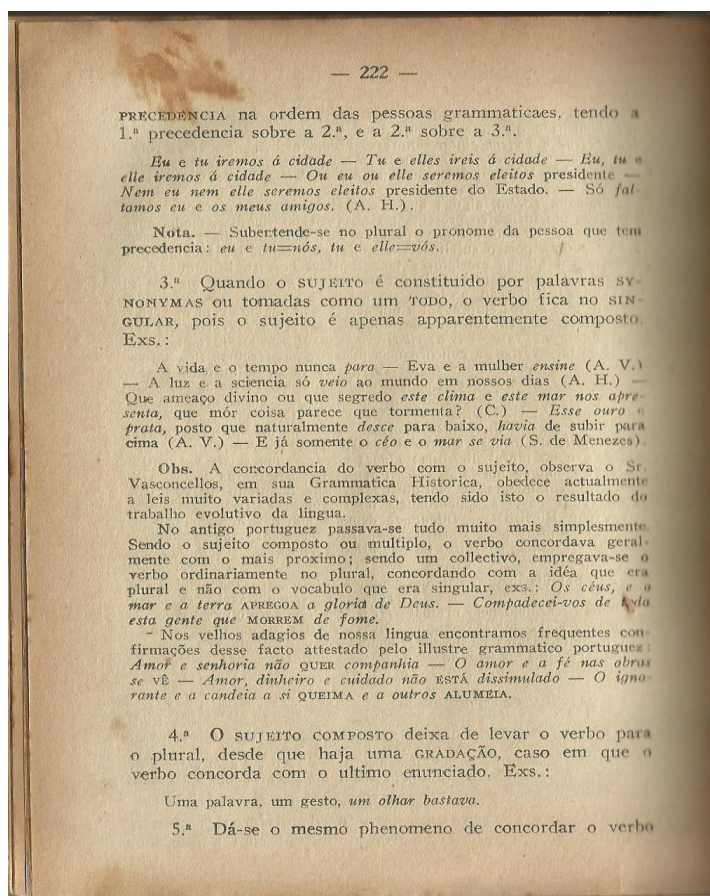 — 222 —
PRECEDENCIA na ordem das pessoas grammaticaes, tendo a
1.ª precedencia sobre a 2.ª, e a 2.ª sobre a 3.ª.
Eu e tu iremos á cidade — Tu e elles ireis á cidade — Eu, tu e
elle iremos á cidade — Ou eu ou elle seremos eleitos presidente —
Nem eu nem elle seremos eleitos presidente do Estado. — Só fal-
tamos eu e os meus amigos. (A. H.).
Nota. — Subertende-se no plural o pronome da pessoa que tem
precedencia: eu e tu=nós, tu e elle=vós.
3.ª Quando o SUJEITO é constituido por palavras SY-
NONYMAS ou tomadas como um TODO, o verbo fica no SIN-
GULAR, pois o sujeito é apenas apparentemente composto.
Exs.:
A vida e o tempo nunca para — Eva e a mulher ensine (A. V.)
— A luz e a sciencia só veio ao mundo em nossos dias (A. H.) —
Que ameaço divino ou que segredo este clima e este mar nos apre-
senta, que mór coisa parece que tormenta? (C.) — Esse ouro e
prata, posto que naturalmente desce para baixo, havia de subir para
cima (A. V.) — E já somente o céo e o mar se via (S. de Menezes).
Obs. A concordancia do verbo com o sujeito, observa o Sr.
Vasconcellos, em sua Grammatica Historica, obedece actualmente
a leis muito variadas e complexas, tendo sido isto o resultado do
trabalho evolutivo da lingua.
No antigo portuguez passava-se tudo muito mais simplesmente.
Sendo o sujeito composto ou multiplo, o verbo concordava geral-
mente com o mais proximo; sendo um collectivo, empregava-se o
verbo ordinariamente no plural, concordando com a idéa que era
plural e não com o vocabulo que era singular, exs.: Os céus, e o
mar e a terra APREGOA a gloria de Deus. — Compadecei-vos de toda
esta gente que MORREM de fome.
Nos velhos adagios de nossa lingua encontramos frequentes con-
firmações desse facto attestado pelo illustre grammatico portuguez:
Amor e senhoria não QUER companhia — O amor e a fé nas obras
se VÊ — Amor, dinheiro e cuidado não ESTÁ dissimulado — O igno-
rante e a candeia a si QUEIMA e a outros ALUMEIA.
4.ª O SUJEITO COMPOSTO deixa de levar o verbo para
o plural, desde que haja uma GRADAÇÃO, caso em que o
verbo concorda com o ultimo enunciado. Exs.:
Uma palavra, um gesto, um olhar bastava.
5.ª Dá-se o mesmo phenomeno de concordar o verbo